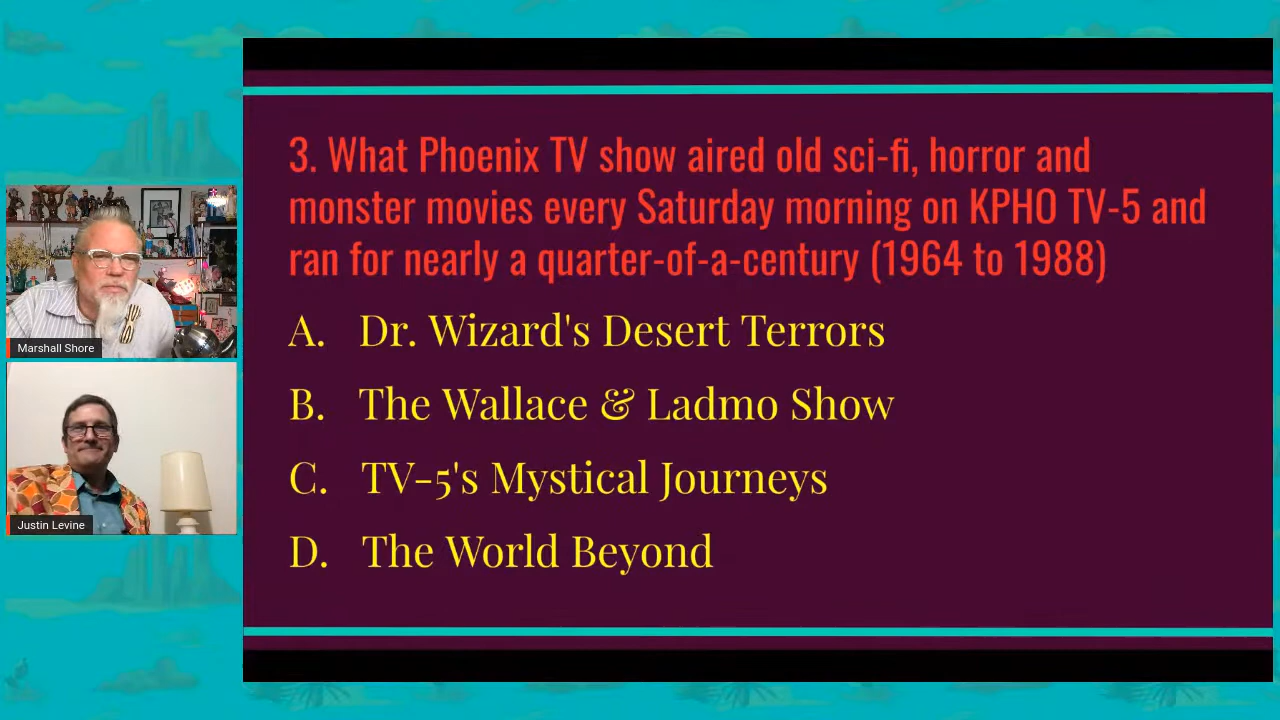 3. What Phoenix TV show aired old sci-fi, horror and
monster movies every Saturday morning on KPHO TV-5 and
ran for nearly a quarter-of-a-century (1964 to 1988)
A. Dr. Wizard's Desert Terrors
B. The Wallace & Ladmo Show
C. TV-5's Mystical Journeys
D. The World Beyond
Marshall Shore
Justin Levine